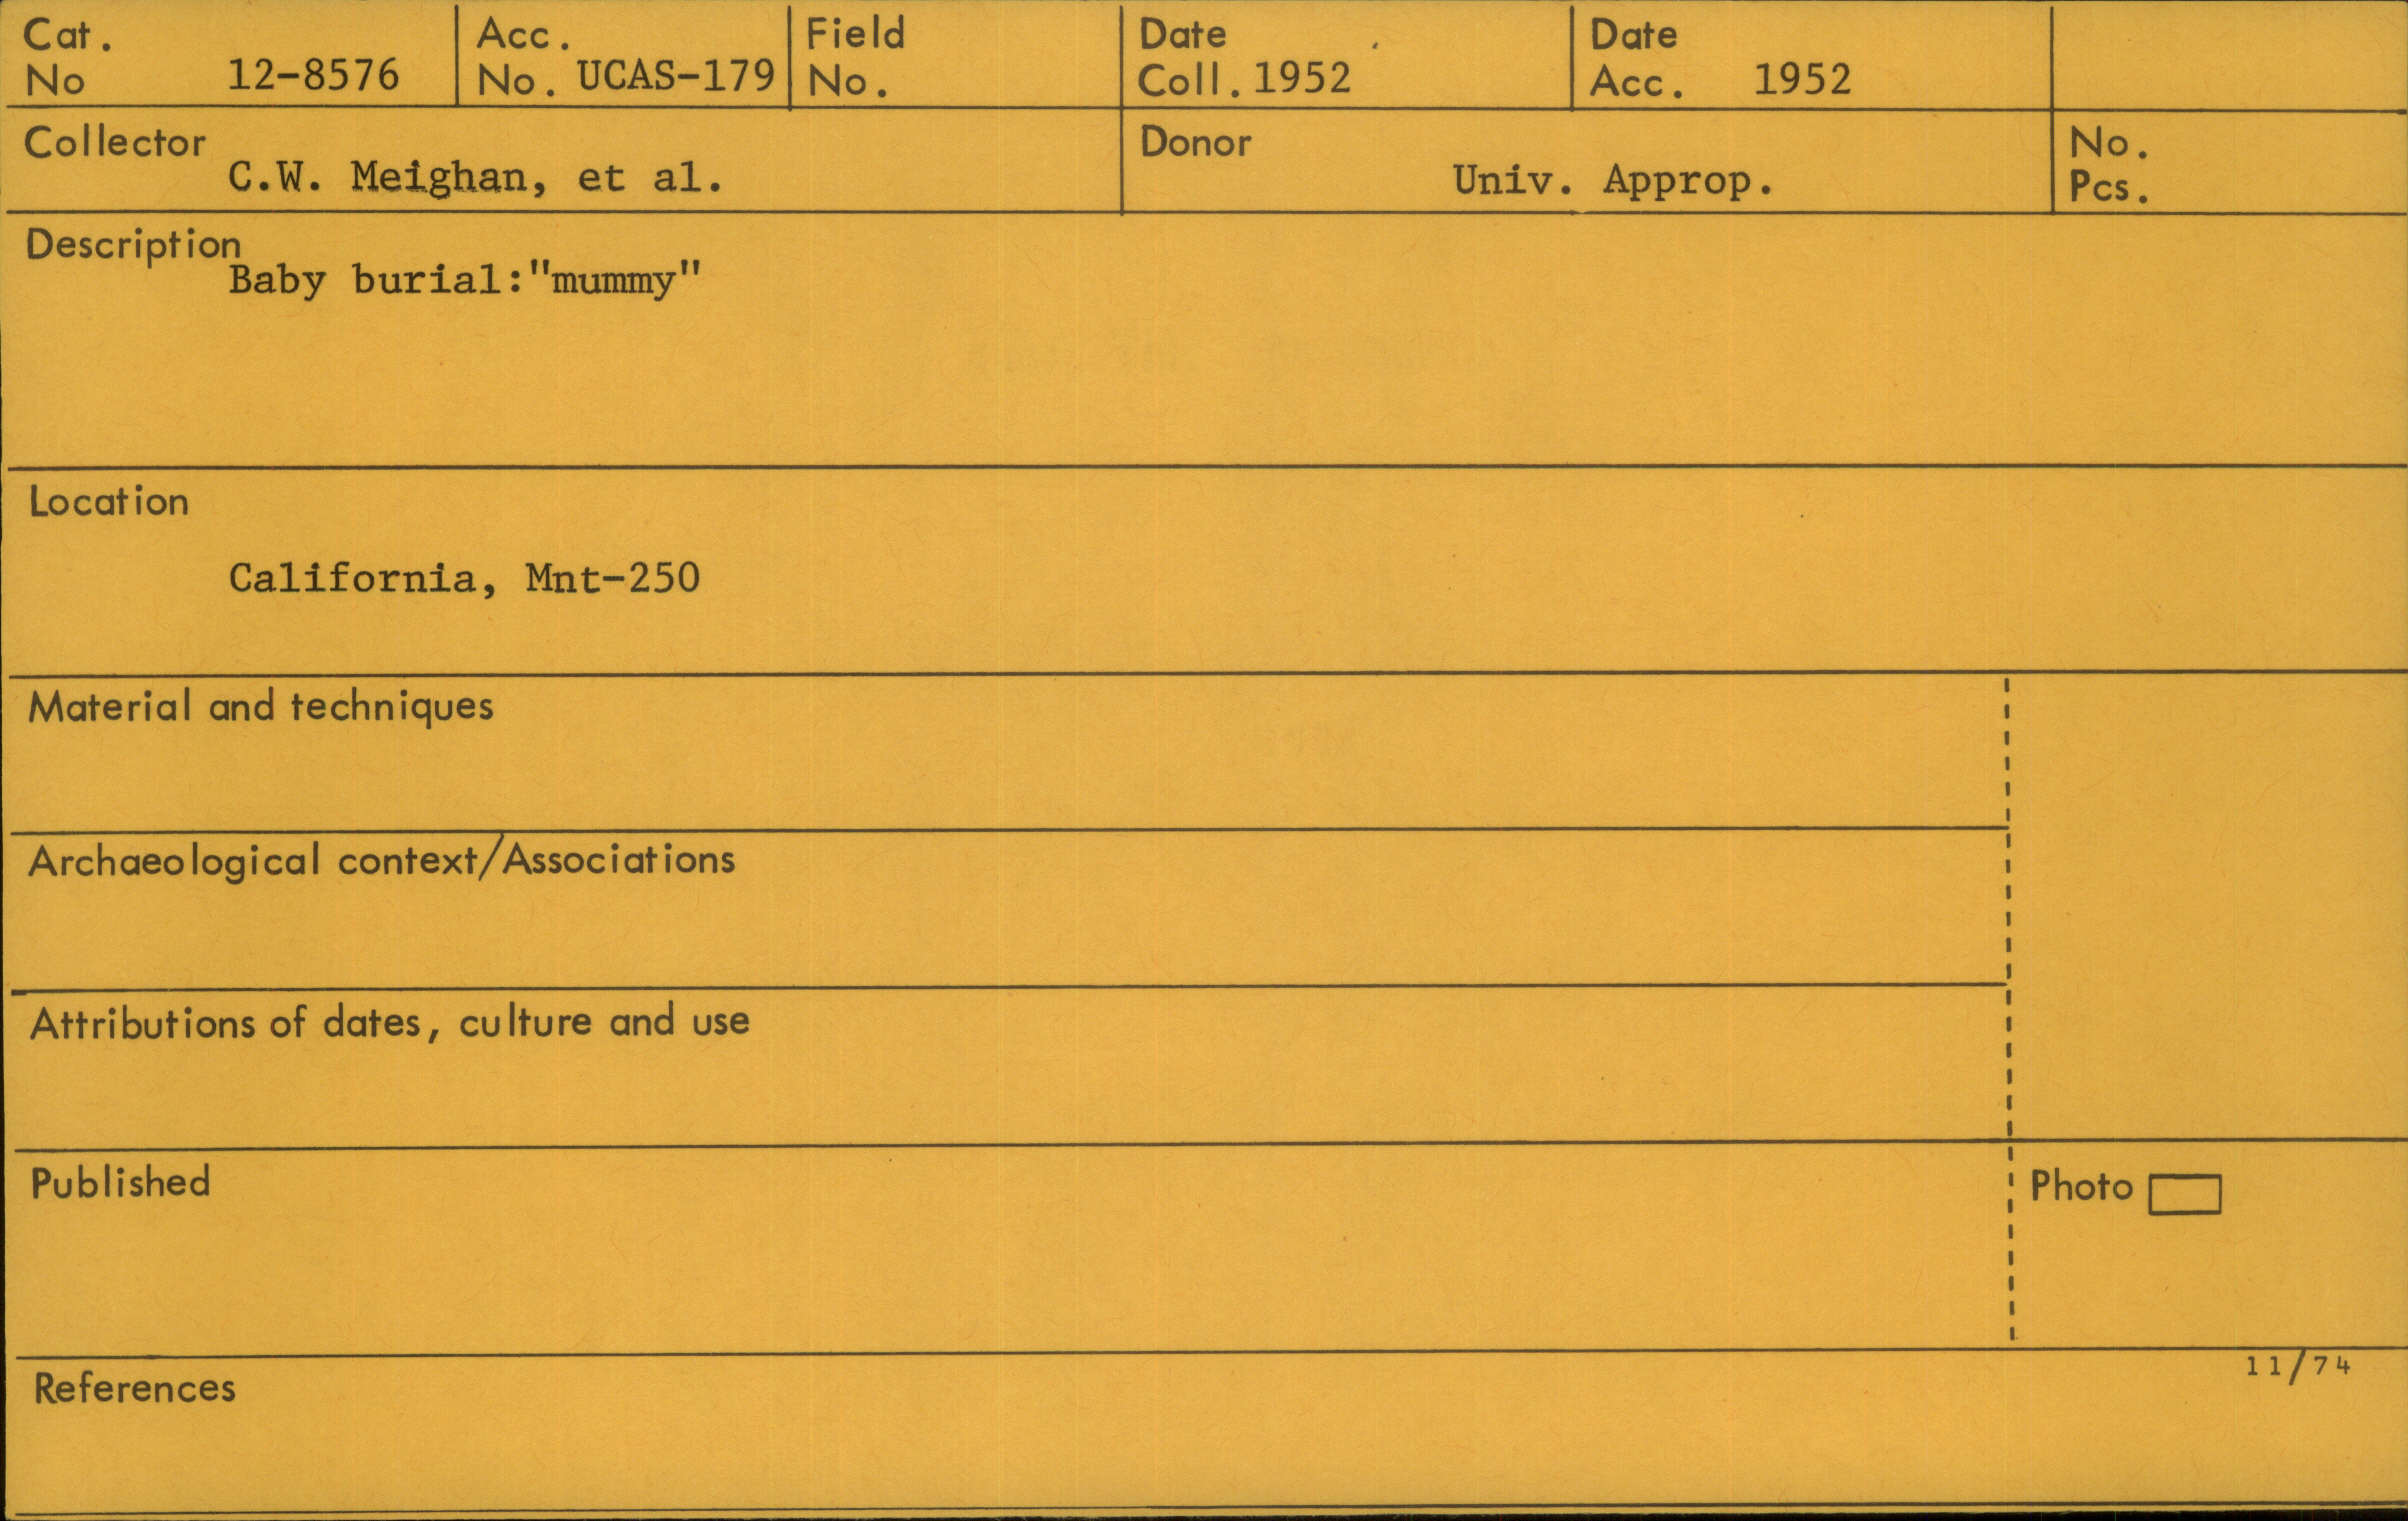 Cat. No 12-8576
Acc. No. UCAS-179
Field No.
Date Coll. 1952
Date Acc. 1952
Collector
C.W. Meighan, et al.
Donor
Univ. Approp.
No. Pcs.
Description
Baby burial:"mummy"
Location
California, Mnt-250
Material and techniques
Archaeological context/Associations
Attributions of dates, culture and use
Published
Photo
References
11/74